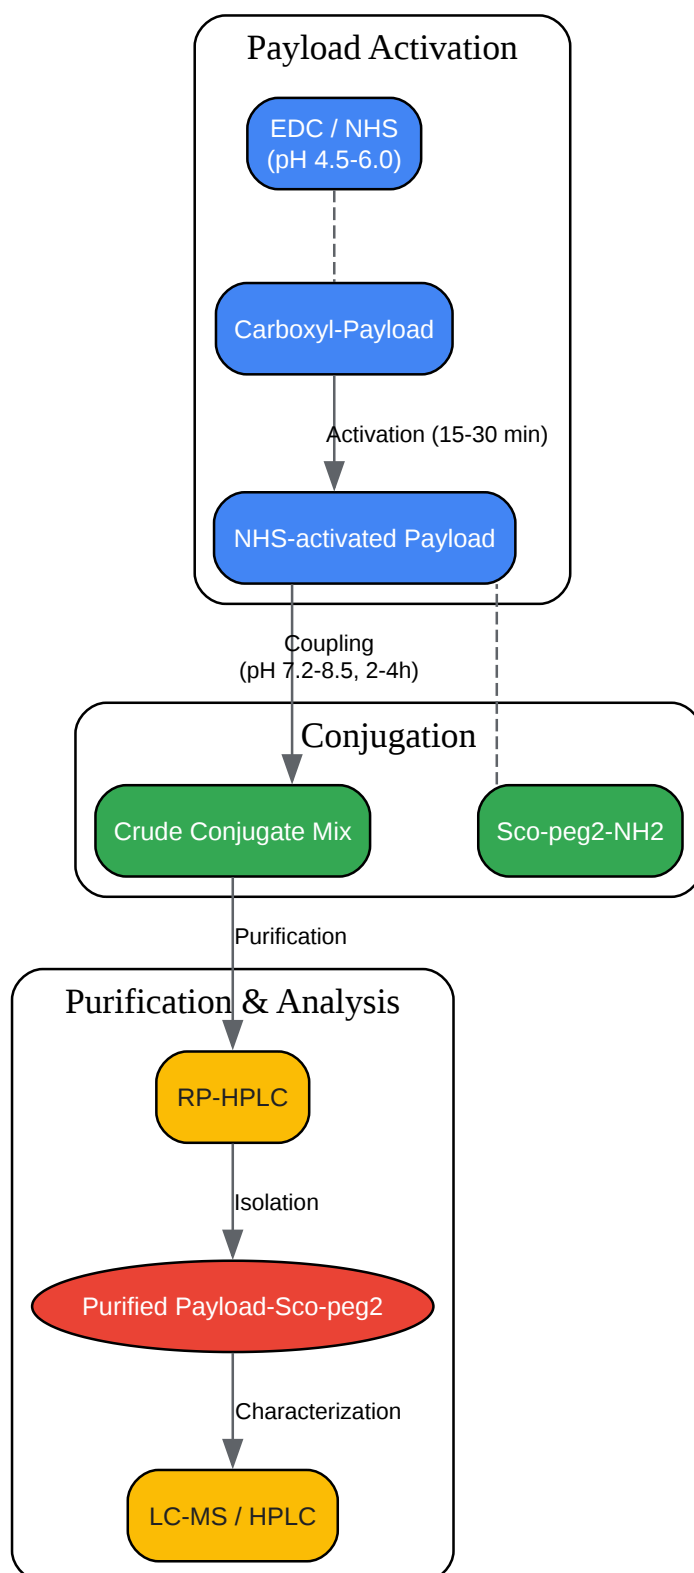 Payload Activation
EDC / NHS
(pH 4.5-6.0)
Carboxyl-Payload
Activation (15-30 min)
NHS-activated Payload
Coupling
(pH 7.2-8.5, 2-4h)
Conjugation
Crude Conjugate Mix
Sco-peg2-NH2
Purification
Purification & Analysis
RP-HPLC
Isolation
Purified Payload-Sco-peg2
Characterization
LC-MS / HPLC